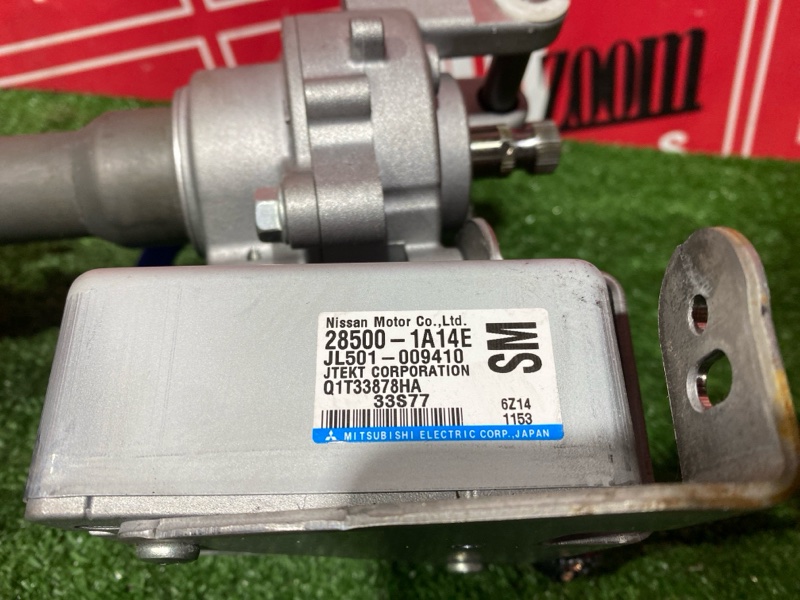 zoom
s
Nissan Motor Co.,Ltd.
28500-1A14E
JL501-009410
JTEKT CORPORATION
Q1T33878HA
33S77
SM
6Z14
1153
MITSUBISHI ELECTRIC CORP.,JAPAN